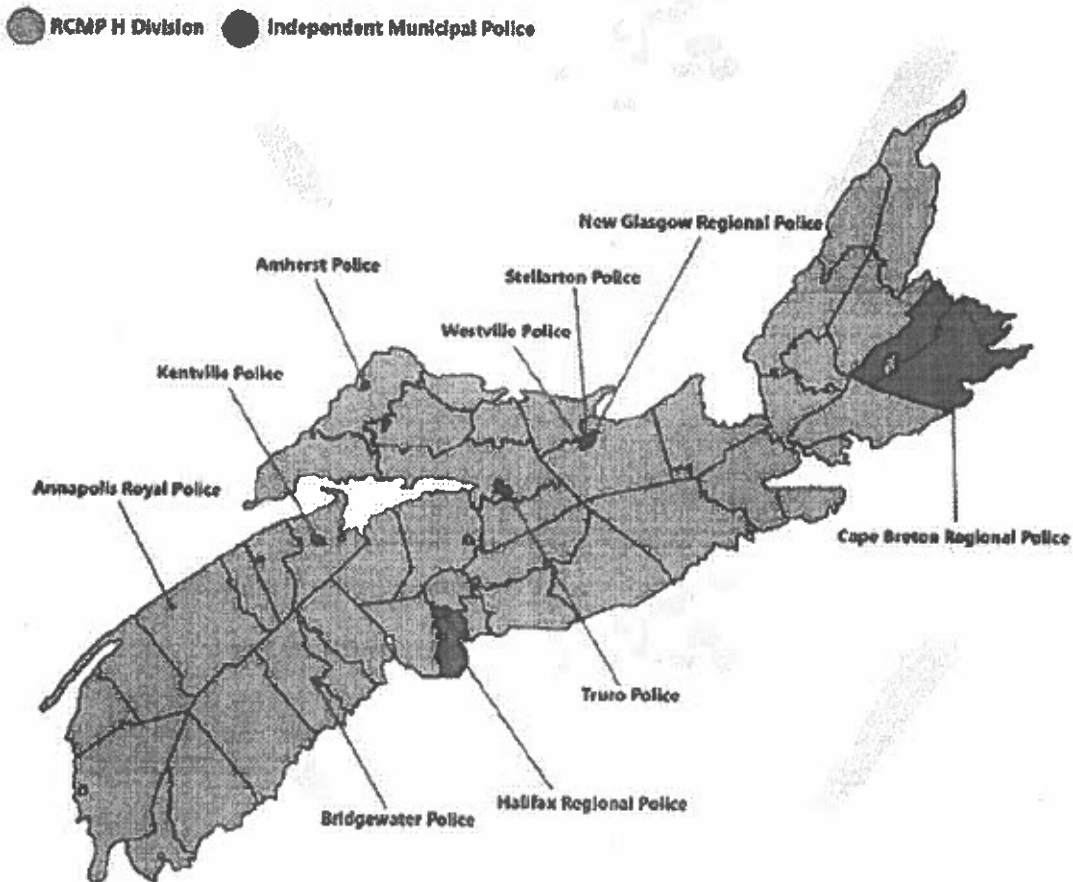 RCMP H Division
Independent Municipal Police
New Glasgow Regional Police
Amherst Police
Stellarton Police
Westville Police
Kentville Police
Annapolis Royal Police
Cape Breton Regional Police
Truro Police
Halifax Regional Police
Bridgewater Police